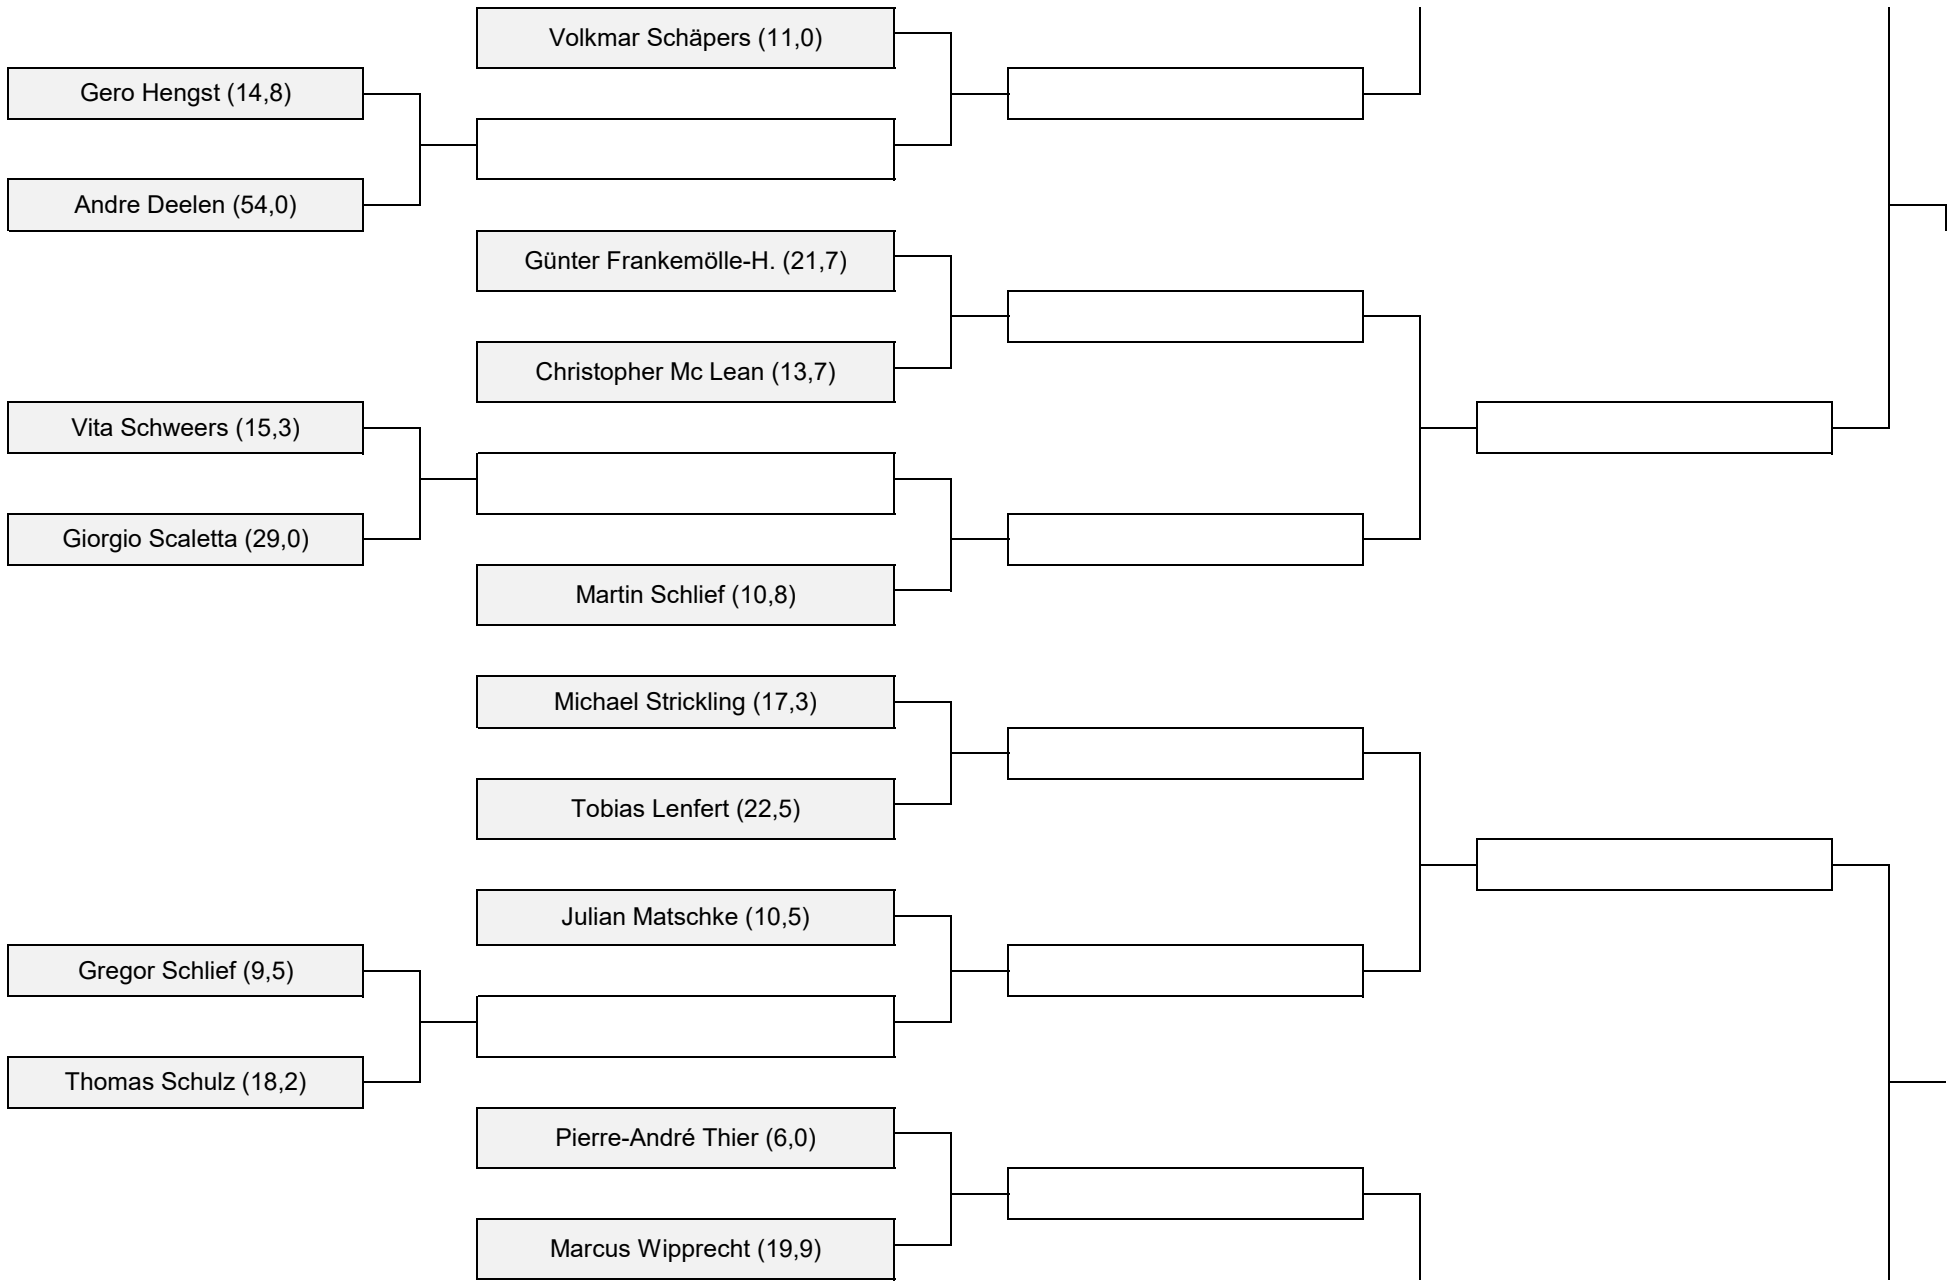 Volkmar Schäpers (11,0)
Gero Hengst (14,8)
Andre Deelen (54,0)
Günter Frankemölle-H. (21,7)
Christopher Mc Lean (13,7)
Vita Schweers (15,3)
Giorgio Scaletta (29,0)
Martin Schlief (10,8)
Michael Strickling (17,3)
Tobias Lenfert (22,5)
Julian Matschke (10,5)
Gregor Schlief (9,5)
Thomas Schulz (18,2)
Pierre-André Thier (6,0)
Marcus Wipprecht (19,9)